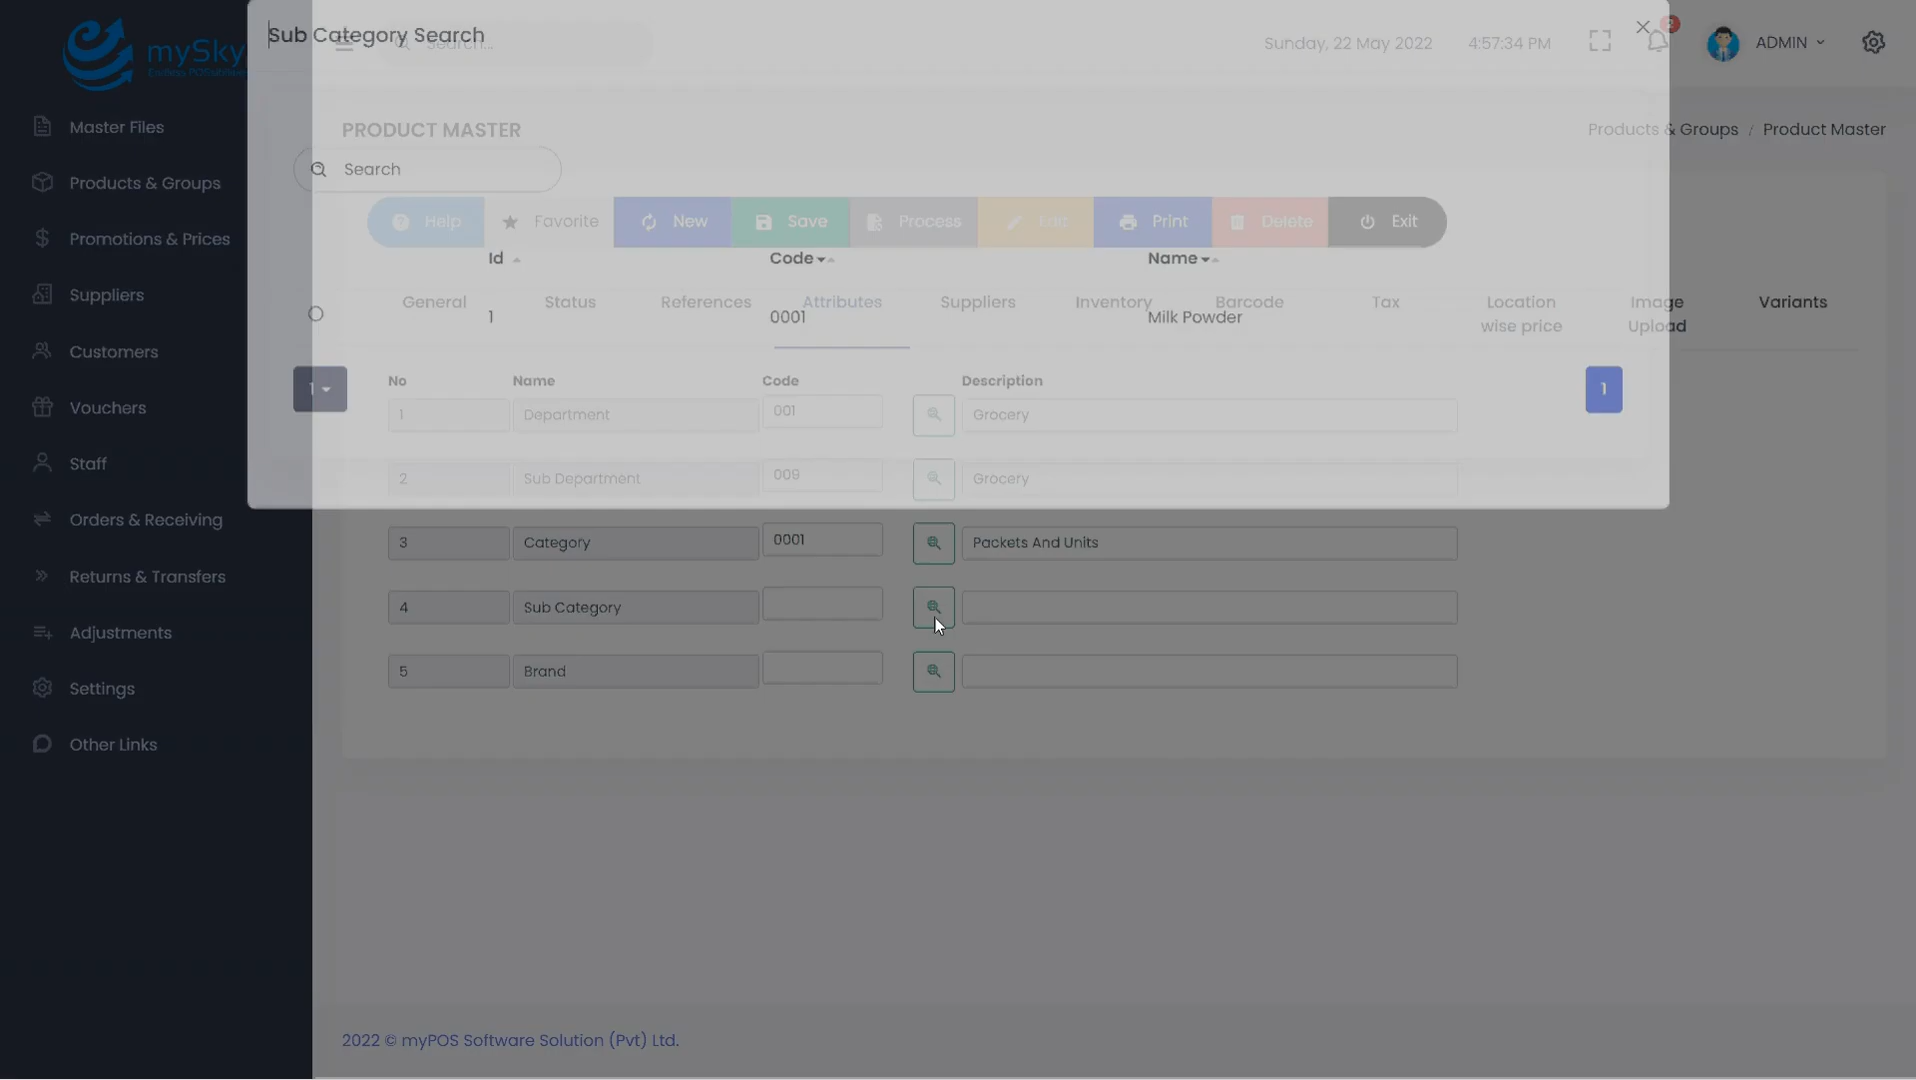 Sub Category Search
Search...
Sunday, 22 May 2022
4:57:34 PM
2
ADMIN
mySky
Master Files
Products & Groups
Promotions & Prices
Suppliers
Customers
Vouchers
Staff
Orders & Receiving
Returns & Transfers
Adjustments
Settings
Other Links
PRODUCT MASTER
Products & Groups / Product Master
Search
Help
Favorite
New
Save
Process
Edit
Print
Delete
Exit
Id
Code
Name
General
Status
References
Attributes
Suppliers
Inventory
Barcode
Tax
Location
wise price
Image
Upload
Variants
1
0001
Milk Powder
1
1
No
Name
Code
Description
1
Department
001
Grocery
2
Sub Department
009
Grocery
3
Category
0001
Packets And Units
4
Sub Category
5
Brand
2022 © myPOS Software Solution (Pvt) Ltd.